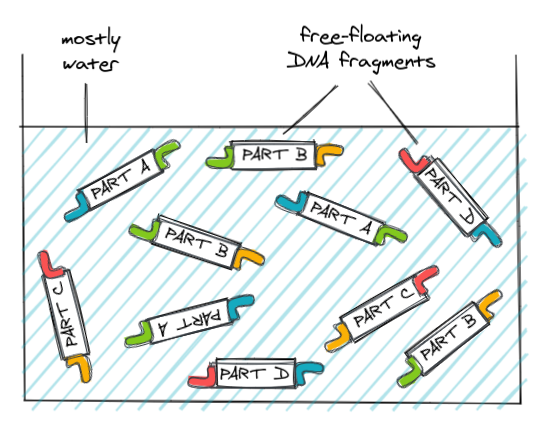 mostly
water
free-floating
DNA fragments
PART A
PART B
PART D
PART A
PART B
PART C
PART C
PART A
PART B
PART D